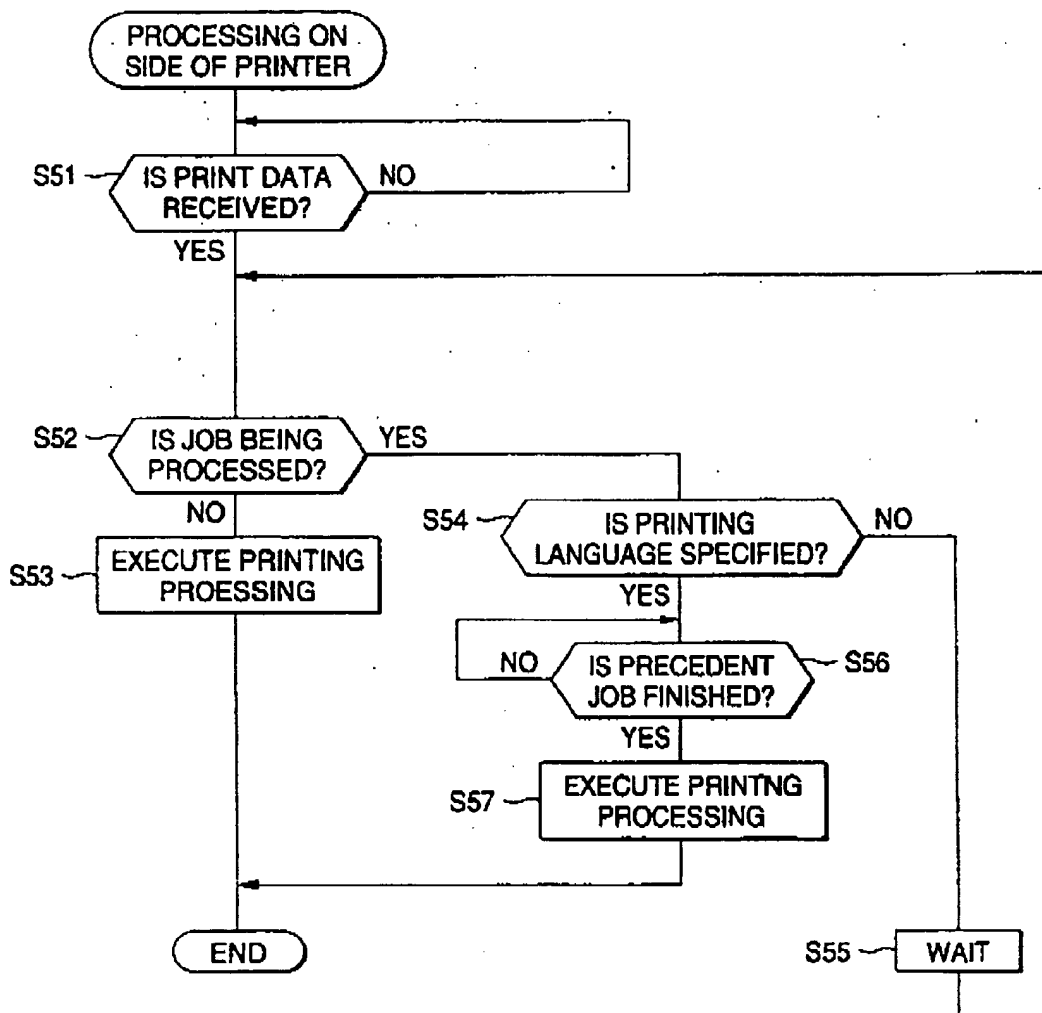 PROCESSING ON
SIDE OF PRINTER
S51
IS PRINT DATA
RECEIVED?
NO
YES
S52
IS JOB BEING
PROCESSED?
YES
NO
S53
EXECUTE PRINTING
PROESSING
S54
IS PRINTING
LANGUAGE SPECIFIED?
NO
YES
S56
IS PRECEDENT
JOB FINISHED?
NO
YES
S57
EXECUTE PRINTNG
PROCESSING
END
S55
WAIT